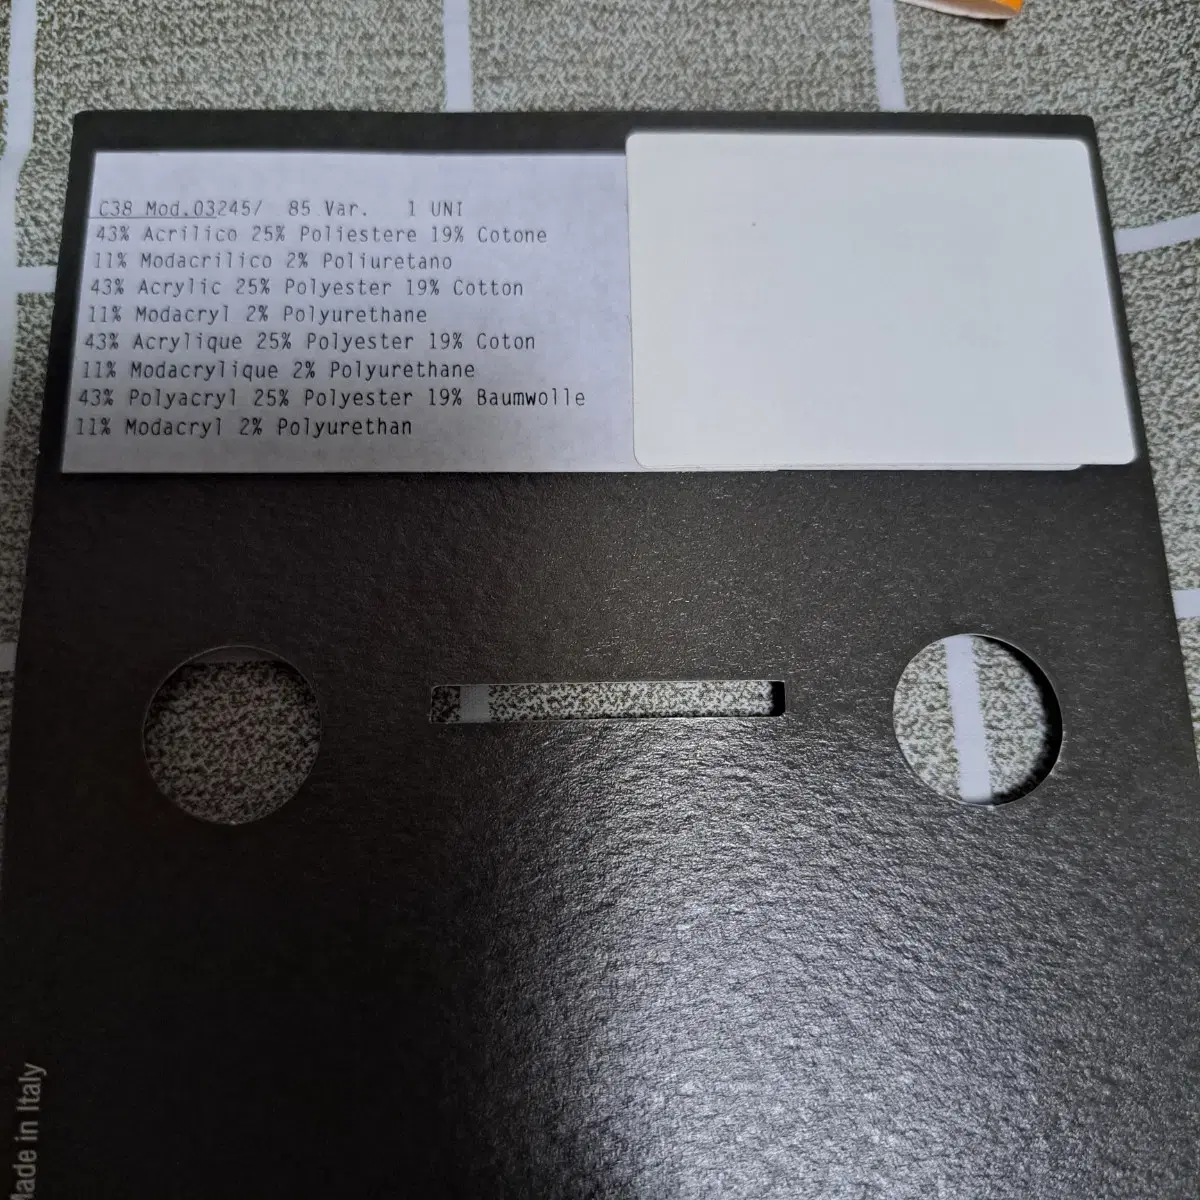 C38 Mod.03245/ 85 Var. 1 UNI
43% Acrilico 25% Poliestere 19% Cotone
11% Modacrilico 2% Poliuretano
43% Acrylic 25% Polyester 19% Cotton
11% Modacryl 2% Polyurethane
43% Acrylique 25% Polyester 19% Coton
11% Modacrylique 2% Polyurethane
43% Polyacryl 25% Polyester 19% Baumwolle
11% Modacryl 2% Polyurethan
Made in Italy